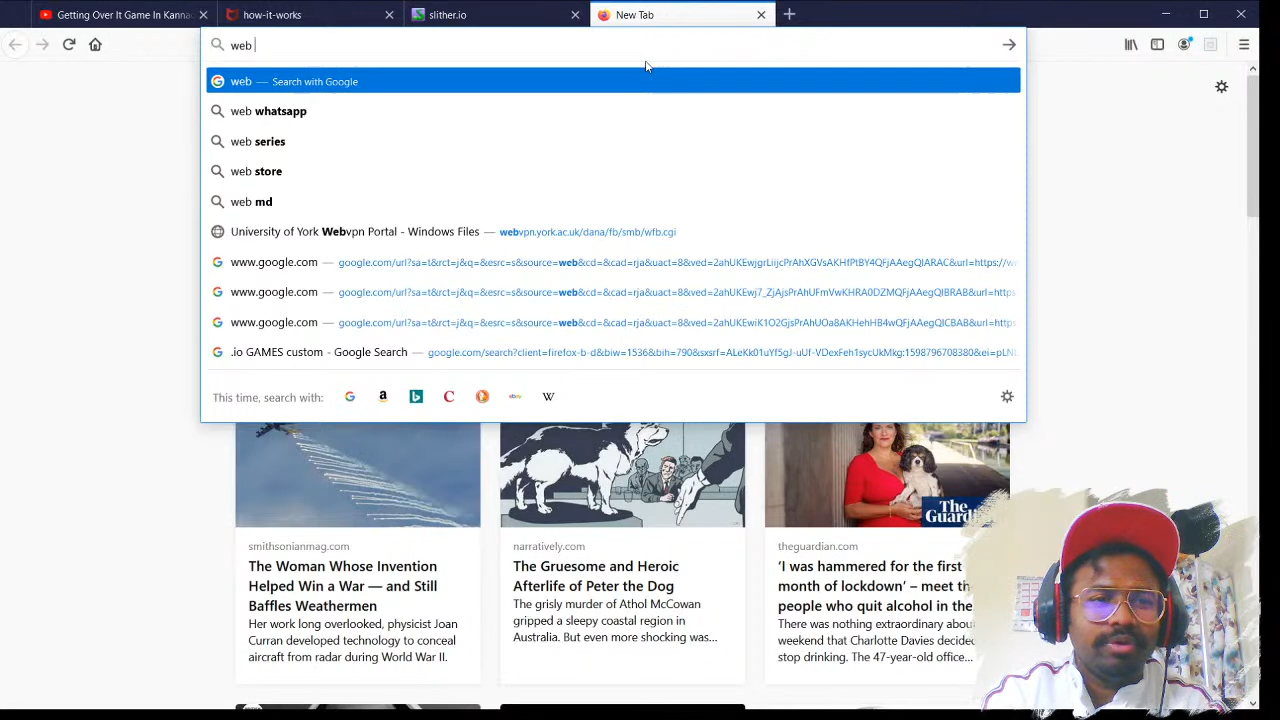 Getting Over It Game In Kannac
how-it-works
slither.io
New Tab
web
web — Search with Google
web whatsapp
web series
web store
web md
University of York Webvpn Portal - Windows Files — webvpn.york.ac.uk/dana/fb/smb/wfb.cgi
www.google.com —
www.google.com —
www.google.com —
.io GAMES custom - Google Search —
This time, search with:
smithsonianmag.com
The Woman Whose Invention
Helped Win a War — and Still
Baffles Weathermen
Her work long overlooked, physicist Joan
Curran developed technology to conceal
aircraft from radar during World War II.
narratively.com
The Gruesome and Heroic
Afterlife of Peter the Dog
The grisly murder of Athol McCowan
gripped a sleepy coastal region in
Australia. But even more shocking was...
The
Guardian
theguardian.com
‘I was hammered for the first
month of lockdown’ – meet the
people who quit alcohol in the
There was nothing extraordinary about
weekend that Charlotte Davies decided
stop drinking. The 47-year-old office...